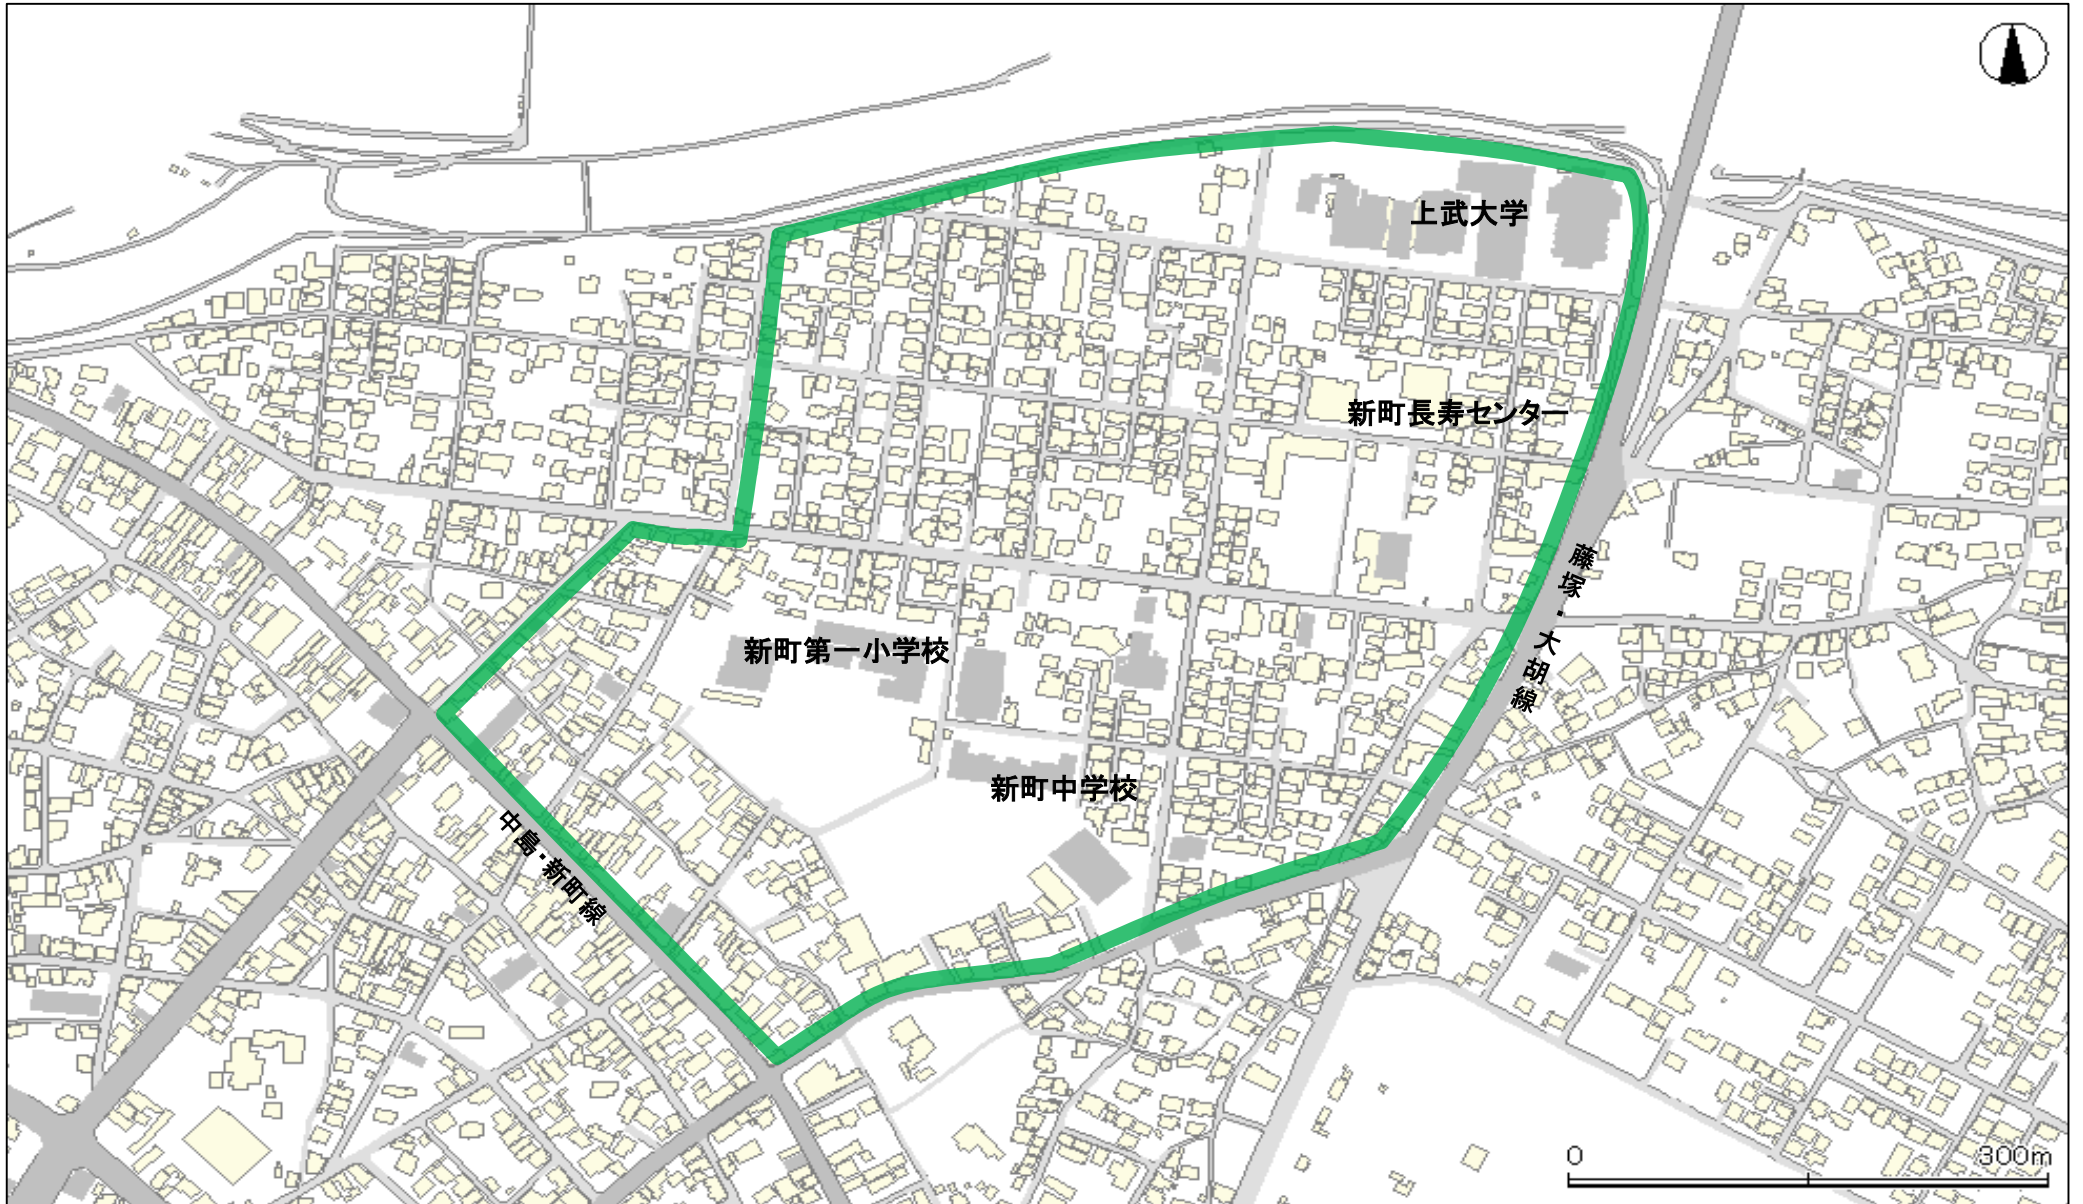 上武大学
新町長寿センター
藤塚・大胡線
新町第一小学校
新町中学校
中島・新町線
0 300m